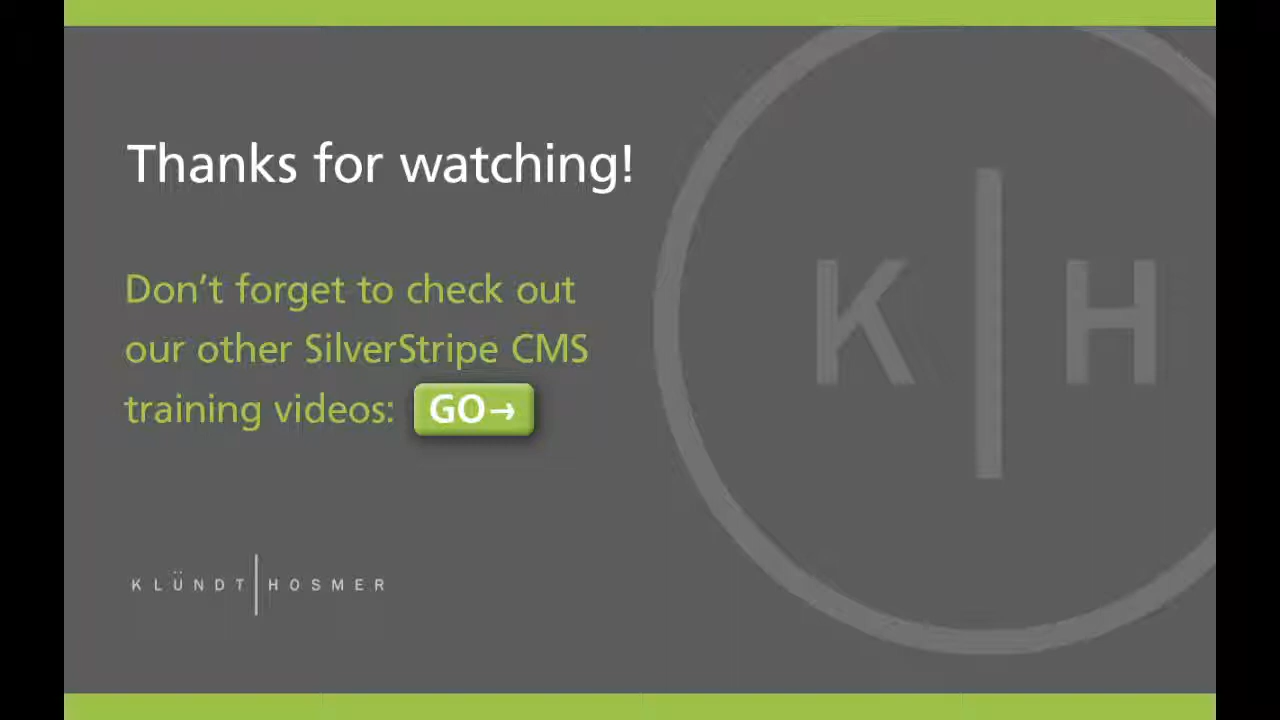 Thanks for watching!
Don't forget to check out
our other SilverStripe CMS
training videos: GO→
K|H
KLÜNDT|HOSMER